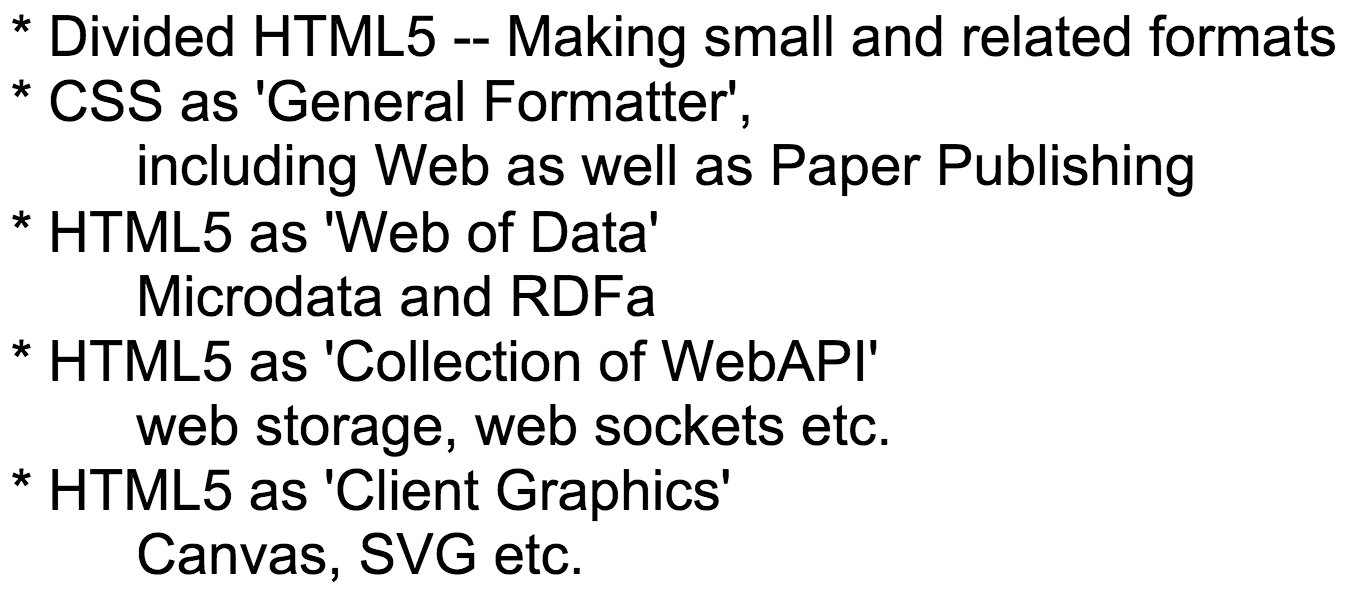 * Divided HTML5 -- Making small and related formats
* CSS as 'General Formatter',
including Web as well as Paper Publishing
* HTML5 as 'Web of Data'
Microdata and RDFa
* HTML5 as 'Collection of WebAPI'
web storage, web sockets etc.
* HTML5 as 'Client Graphics'
Canvas, SVG etc.